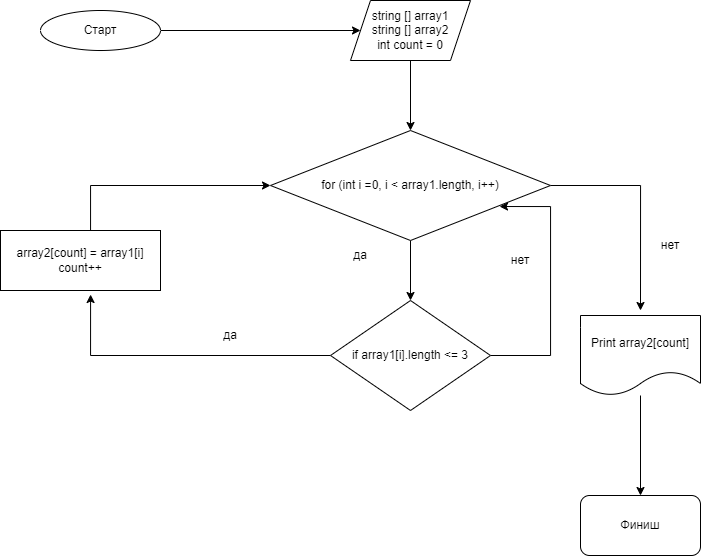 Старт
string [] array1
string [] array2
int count = 0
for (int i =0, i < array1.length, i++)
да
нет
нет
array2[count] = array1[i]
count++
да
if array1[i].length <= 3
Print array2[count]
Финиш